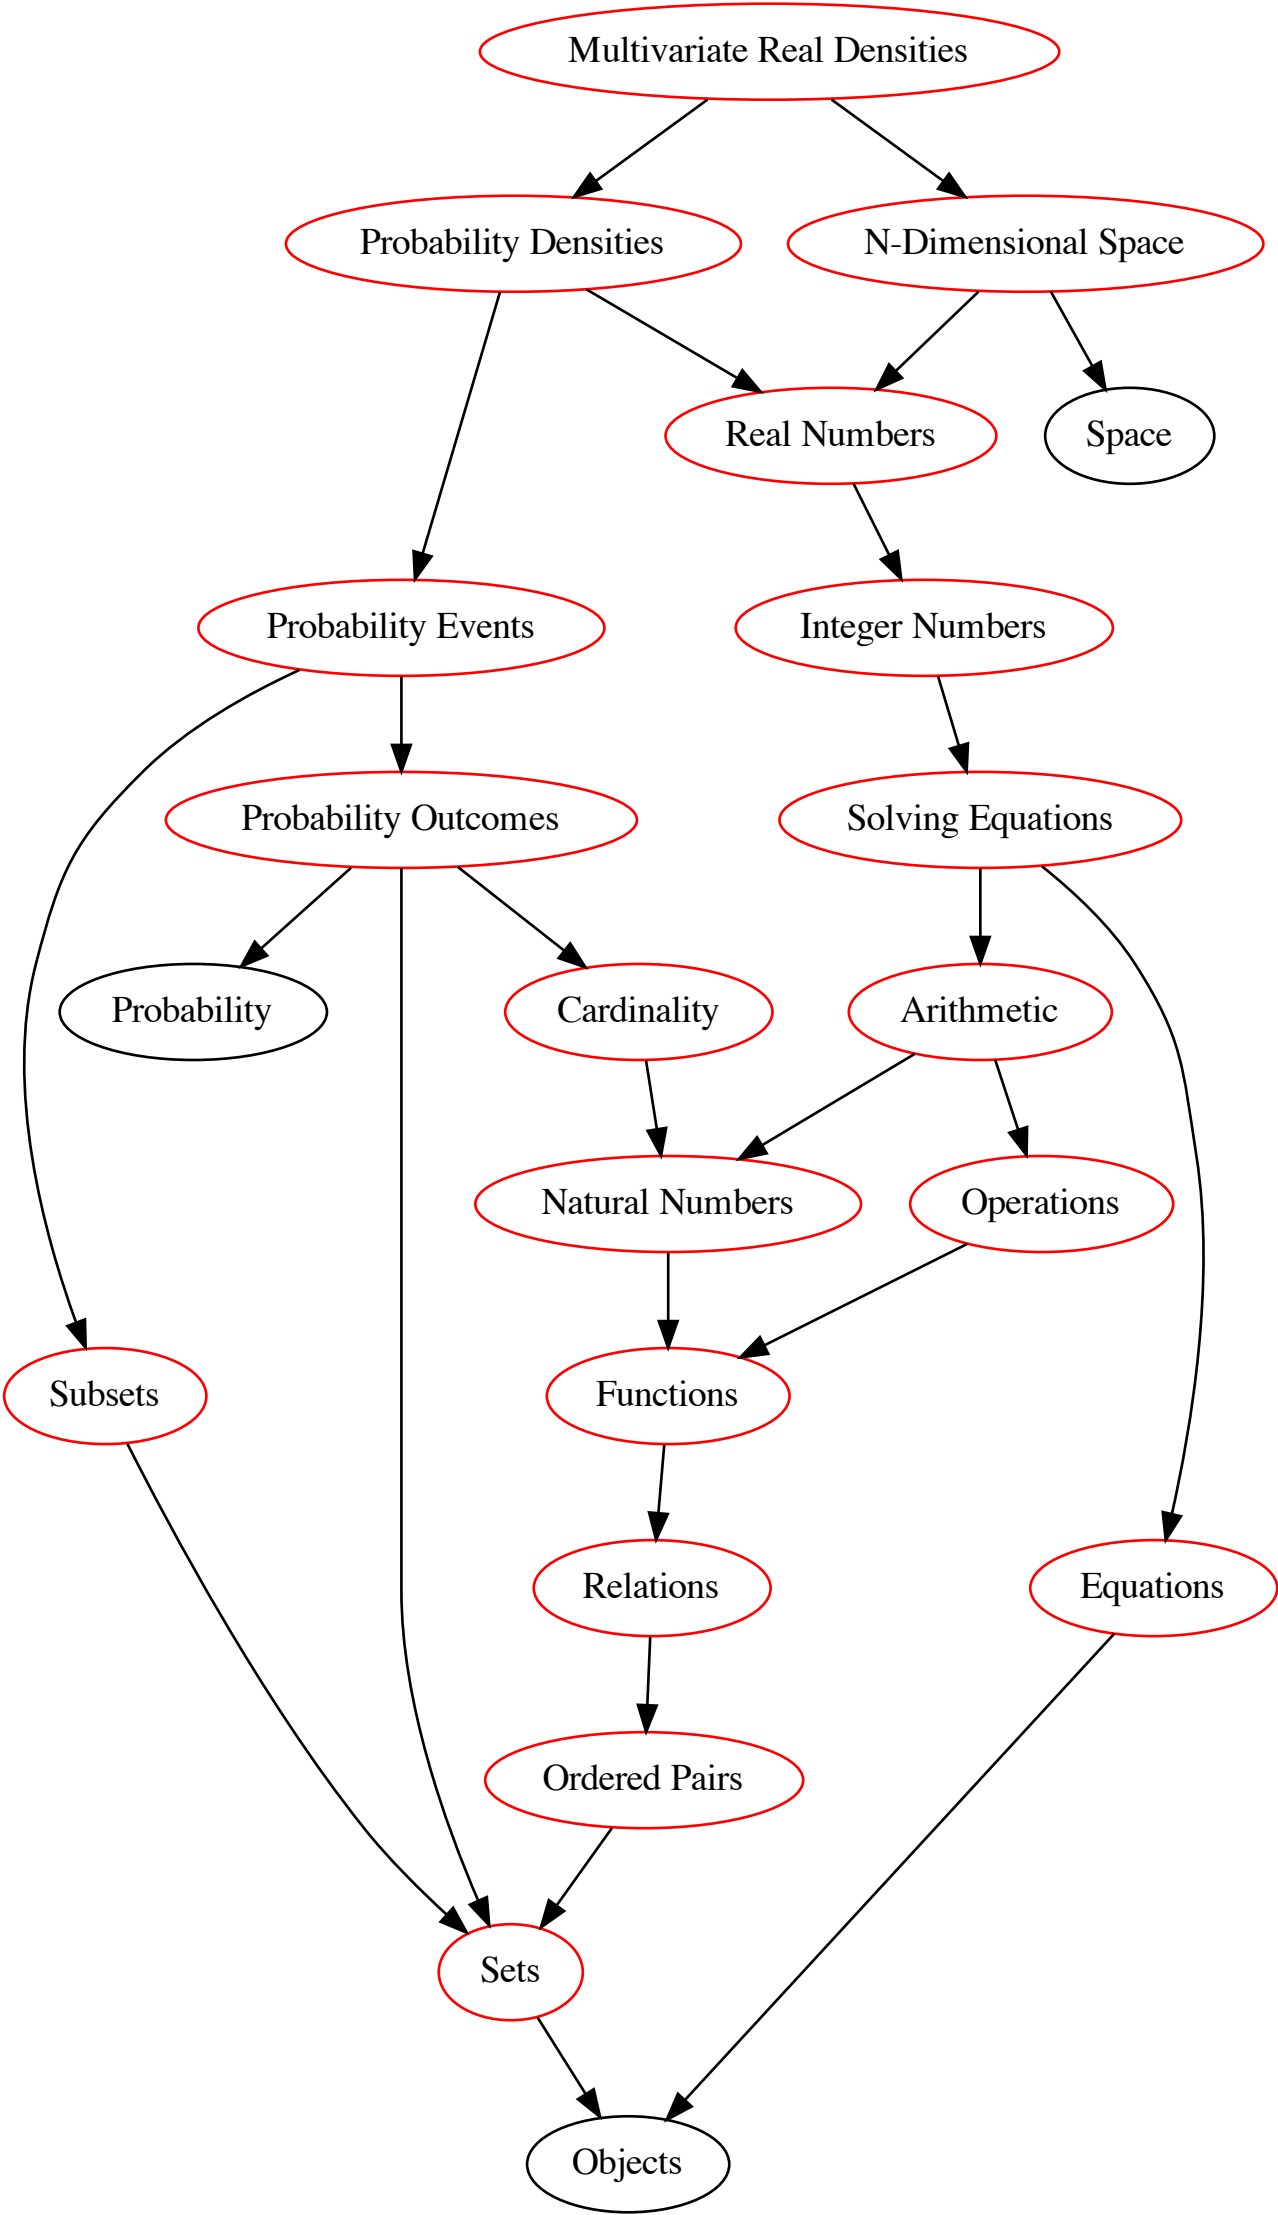 Multivariate Real Densities
Probability Densities
N-Dimensional Space
Real Numbers
Space
Probability Events
Integer Numbers
Probability Outcomes
Solving Equations
Probability
Cardinality
Arithmetic
Natural Numbers
Operations
Subsets
Functions
Relations
Equations
Ordered Pairs
Sets
Objects